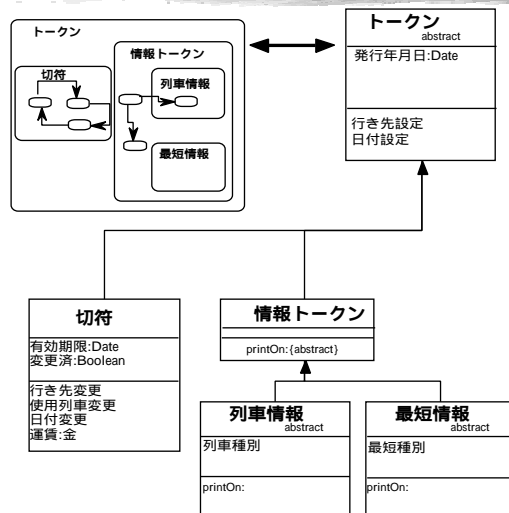 トークン
切符
情報トークン
列車情報
最短情報
トークン
abstract
発行年月日:Date
行き先設定
日付設定
切符
有効期限:Date
変更済:Boolean
行き先変更
使用列車変更
日付変更
運賃:金
情報トークン
printOn:{abstract}
列車情報
abstract
列車種別
printOn:
最短情報
abstract
最短種別
printOn: